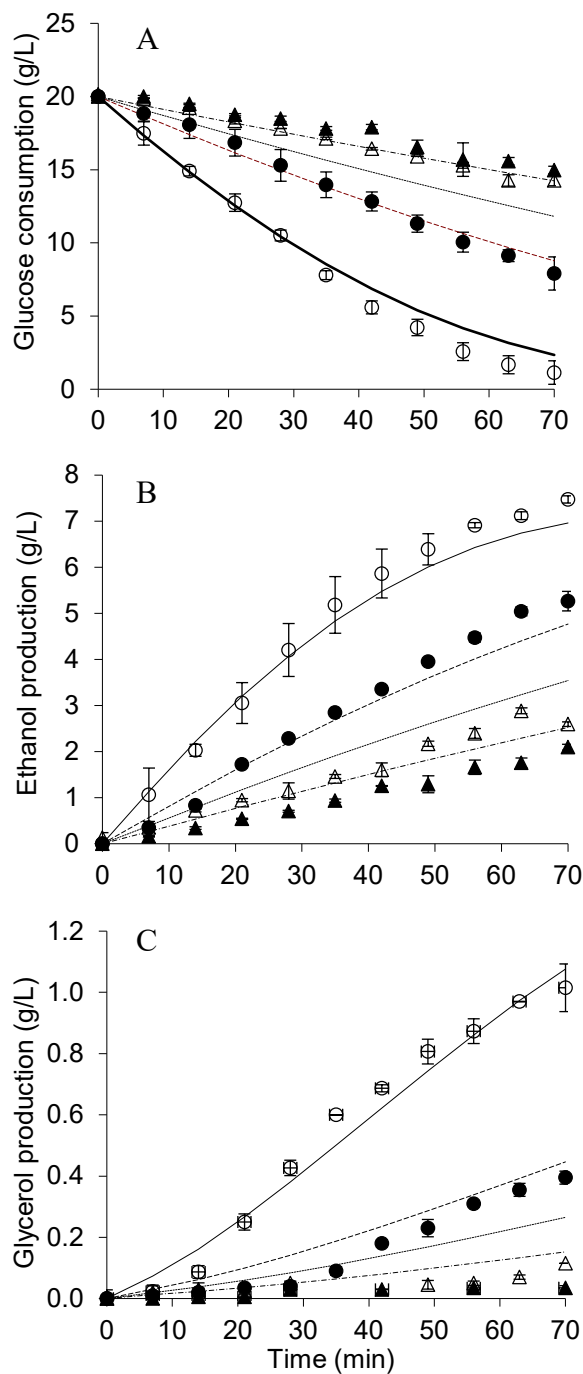 A
Glucose consumption (g/L)
25
20
15
10
5
0
0 10 20 30 40 50 60 70
B
Ethanol production (g/L)
8
7
6
5
4
3
2
1
0
0 10 20 30 40 50 60 70
C
Glycerol production (g/L)
1.2
1.0
0.8
0.6
0.4
0.2
0.0
0 10 20 30 40 50 60 70
Time (min)